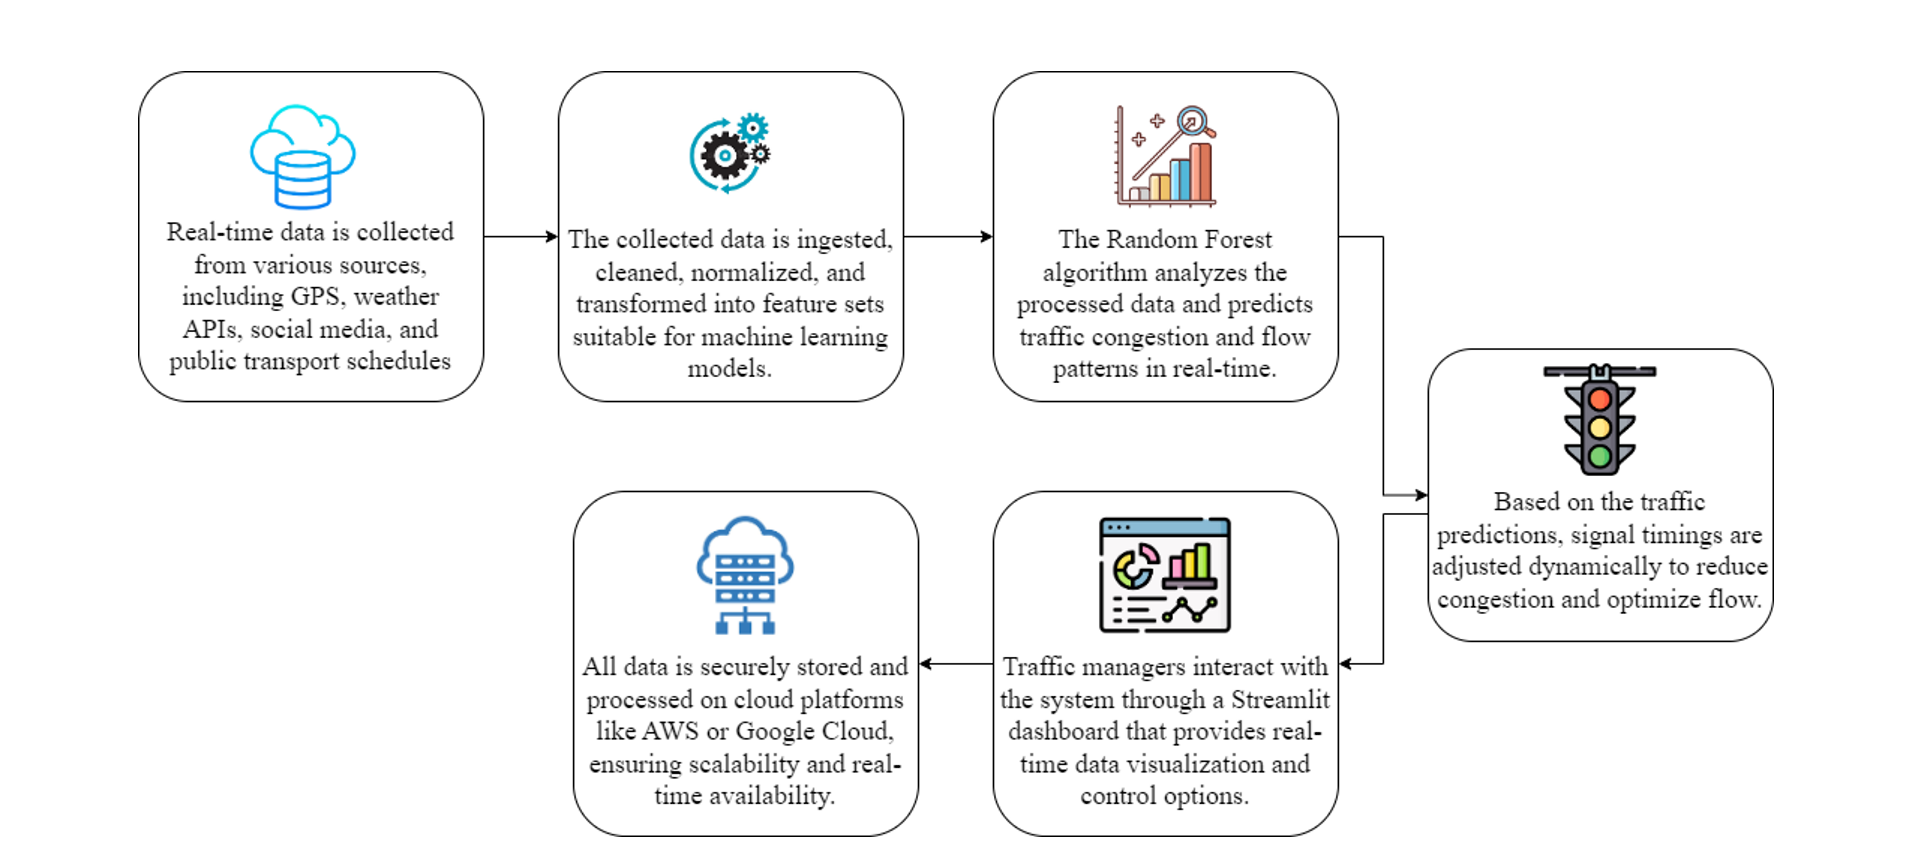 Real-time data is collected
from various sources,
including GPS, weather
APIs, social media, and
public transport schedules
The collected data is ingested,
cleaned, normalized, and
transformed into feature sets
suitable for machine learning
models.
The Random Forest
algorithm analyzes the
processed data and predicts
traffic congestion and flow
patterns in real-time.
Based on the traffic
predictions, signal timings are
adjusted dynamically to reduce
congestion and optimize flow.
Traffic managers interact with
the system through a Streamlit
dashboard that provides real-
time data visualization and
control options.
All data is securely stored and
processed on cloud platforms
like AWS or Google Cloud,
ensuring scalability and real-
time availability.